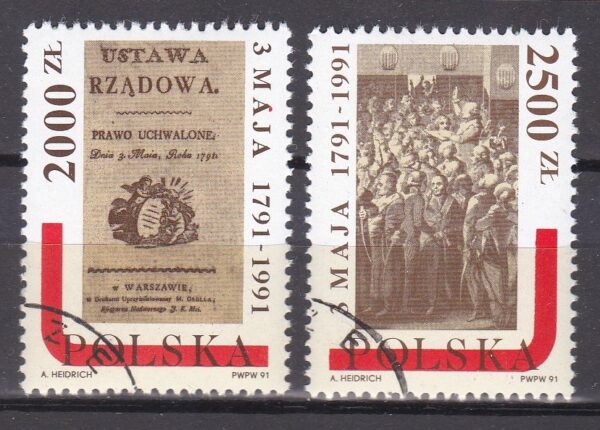 2000 ZŁ
USTAWA
RZĄDOWA.
PRAWO UCHWALONE,
Dnia 3. Maia, Roku 1791.
w WARSZAWIE,
3 MAJA 1791-1991
POLSKA
A. HEIDRICH
PWPW 91
3 MAJA 1791-1991
2500 ZŁ
POLSKA
A. HEIDRICH
PWPW 91